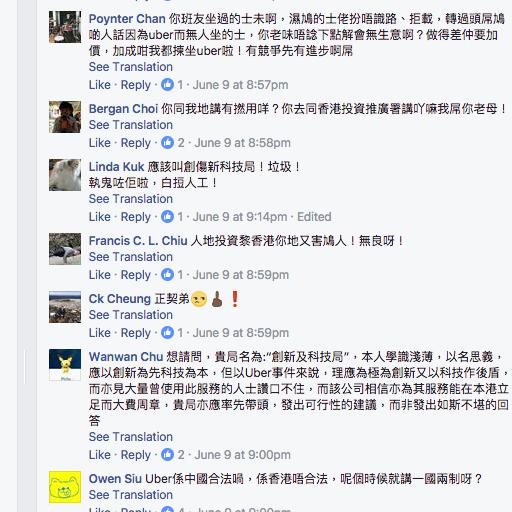 Poynter Chan 你班友坐過的士未啊，濕鳩的士佬扮唔識路、拒載，轉過頭屌鳩
啲人話因為uber而無人坐的士，你老味唔諗下點解會無生意啊？做得差仲要加
價，加成咁我都揀坐uber啦！有競爭先有進步啊屌
See Translation
Like · Reply · 1 · June 9 at 8:57pm
Bergan Choi 你同我地講有撚用咩？你去同香港投資推廣署講吖嘛我屌你老母！
See Translation
Like · Reply · 2 · June 9 at 8:58pm
Linda Kuk 應該叫創傷新科技局！垃圾！
執鬼咗佢啦，白痘人工！
See Translation
Like · Reply · 1 · June 9 at 9:14pm · Edited
Francis C. L. Chiu 人地投資黎香港你地又害鳩人！無良呀！
See Translation
Like · Reply · 1 · June 9 at 8:59pm
Ck Cheung 正契弟😒🖕🏿❗
See Translation
Like · Reply · 1 · June 9 at 8:59pm
Wanwan Chu 想請問，貴局名為:“創新及科技局”，本人學識淺薄，以名思義，
應以創新為先科技為本，但以Uber事件來說，理應為極為創新又以科技作後盾，
而亦見大量曾使用此服務的人士讚口不住，而該公司相信亦為其服務能在本港立
足而大費周章，貴局亦應率先帶頭，發出可行性的建議，而非發出如斯不堪的回
答
See Translation
Like · Reply · 2 · June 9 at 9:00pm
Owen Siu Uber係中國合法喎，係香港唔合法，呢個時候就講一國兩制呀？
See Translation
Like · Reply · 4 · June 9 at 9:00pm